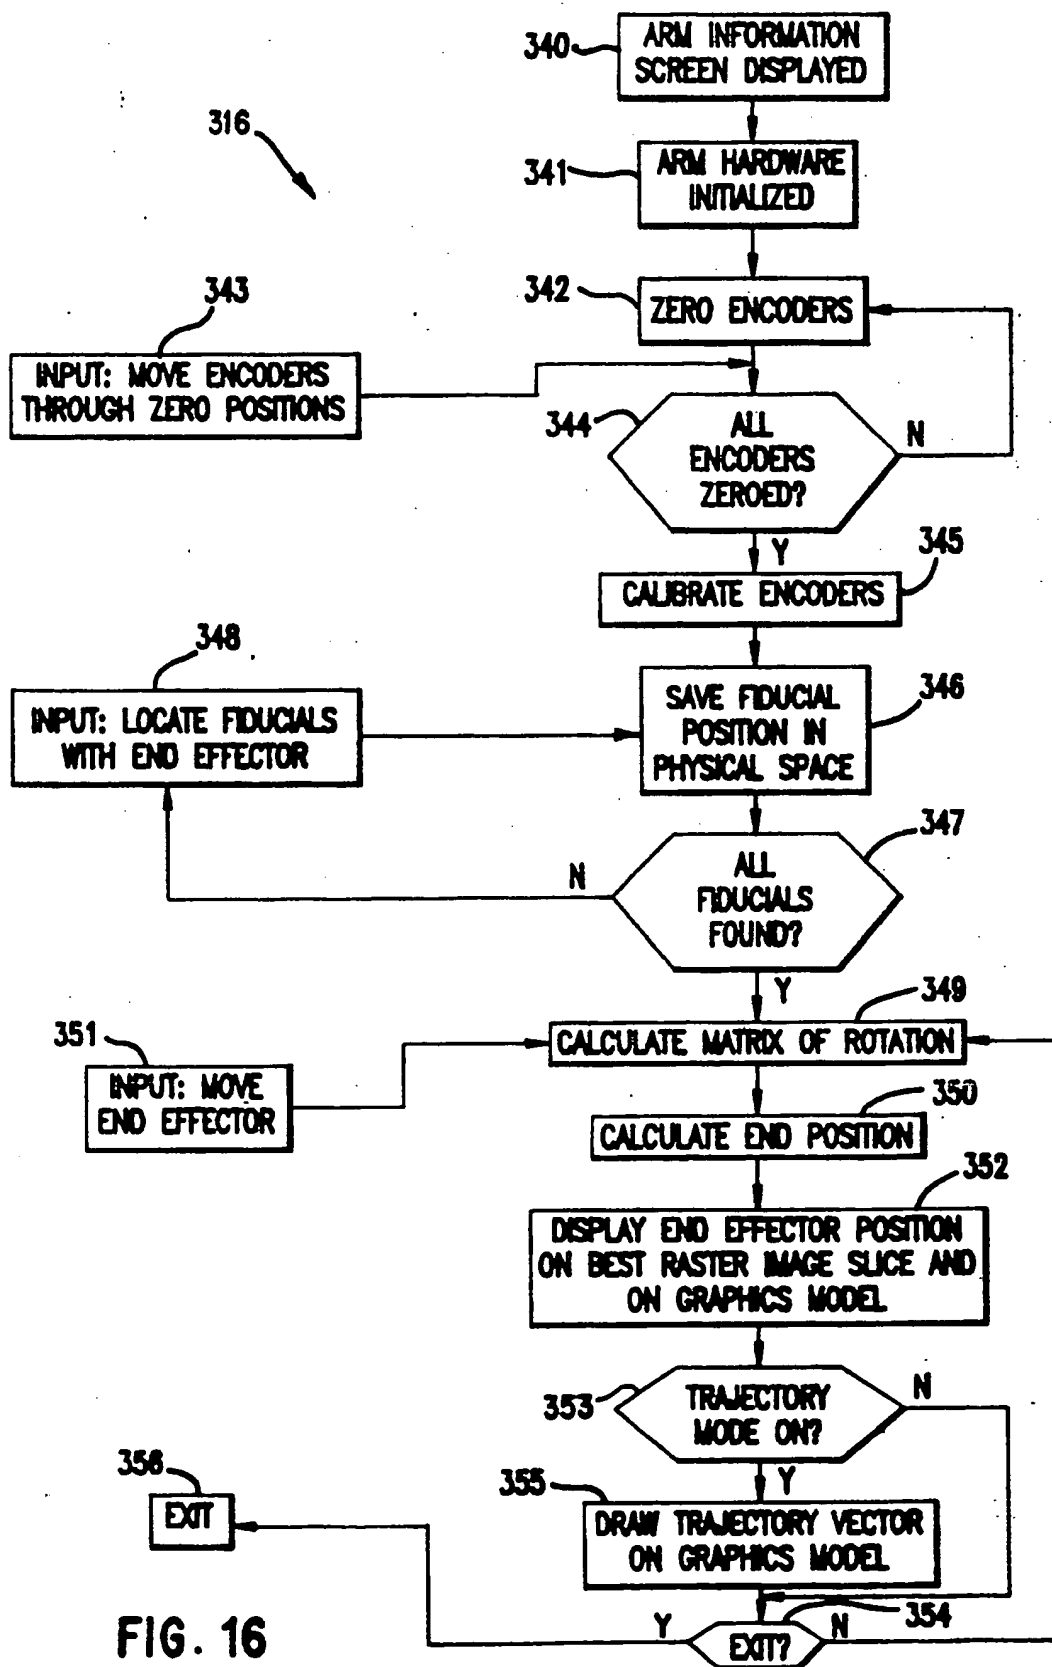 340
ARM INFORMATION
SCREEN DISPLAYED
316
341
ARM HARDWARE
INITIALIZED
342
ZERO ENCODERS
343
INPUT: MOVE ENCODERS
THROUGH ZERO POSITIONS
344
ALL
ENCODERS
ZEROED?
N
Y
345
CALIBRATE ENCODERS
348
INPUT: LOCATE FIDUCIALS
WITH END EFFECTOR
346
SAVE FIDUCIAL
POSITION IN
PHYSICAL SPACE
347
N
ALL
FIDUCIALS
FOUND?
Y
349
CALCULATE MATRIX OF ROTATION
351
INPUT: MOVE
END EFFECTOR
350
CALCULATE END POSITION
352
DISPLAY END EFFECTOR POSITION
ON BEST RASTER IMAGE SLICE AND
ON GRAPHICS MODEL
353
TRAJECTORY
MODE ON?
N
Y
356
EXIT
355
DRAW TRAJECTORY VECTOR
ON GRAPHICS MODEL
354
Y
EXIT?
N
FIG. 16